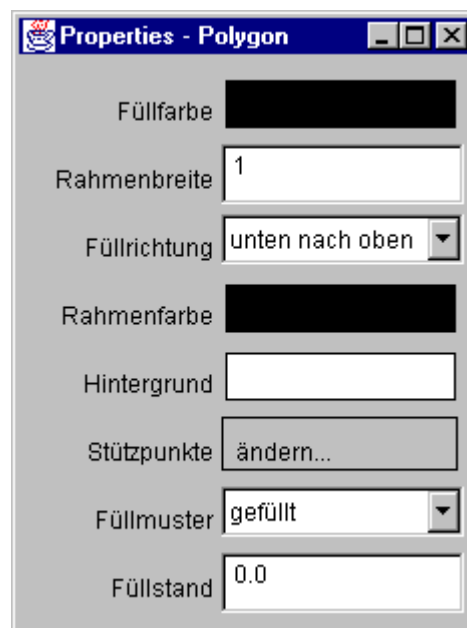 Properties - Polygon
Füllfarbe
Rahmenbreite 1
Füllrichtung unten nach oben
Rahmenfarbe
Hintergrund
Stützpunkte ändern...
Füllmuster gefüllt
Füllstand 0.0